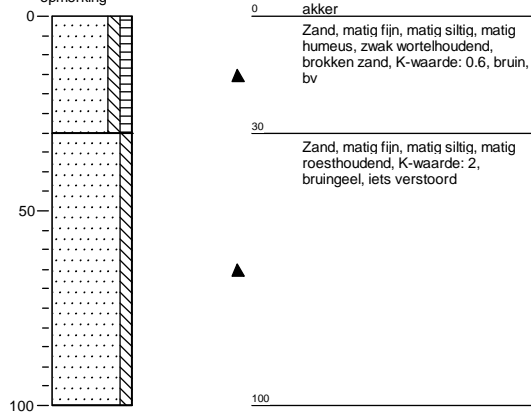 opmerking
0
50
100
0 akker
Zand, matig fijn, matig siltig, matig
humeus, zwak wortelhoudend,
brokken zand, K-waarde: 0.6, bruin,
bv
30
Zand, matig fijn, matig siltig, matig
roesthoudend, K-waarde: 2,
bruingeel, iets verstoord
100